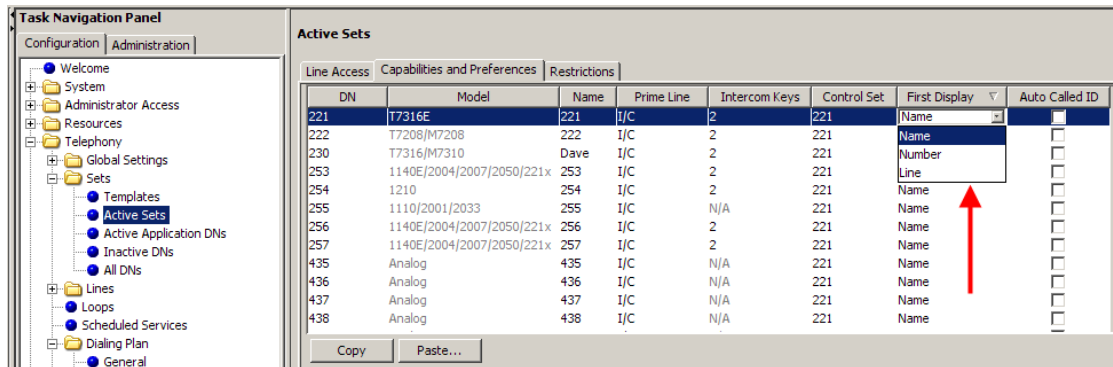 Task Navigation Panel
Configuration Administration
Welcome
System
Administrator Access
Resources
Telephony
Global Settings
Sets
Templates
Active Sets
Active Application DNs
Inactive DNs
All DNs
Lines
Loops
Scheduled Services
Dialing Plan
General
Active Sets
Line Access Capabilities and Preferences Restrictions
DN Model Name Prime Line Intercom Keys Control Set First Display Auto Called ID
221 T7316E 221 I/C 2 221 Name
222 T7208/M7208 222 I/C 2 221 Name
230 T7316/M7310 Dave I/C 2 221 Number
253 1140E/2004/2007/2050/221x 253 I/C 2 221 Line
254 1210 254 I/C 2 221 Name
255 1110/2001/2033 255 I/C N/A 221 Name
256 1140E/2004/2007/2050/221x 256 I/C 2 221 Name
257 1140E/2004/2007/2050/221x 257 I/C 2 221 Name
435 Analog 435 I/C N/A 221 Name
436 Analog 436 I/C N/A 221 Name
437 Analog 437 I/C N/A 221 Name
438 Analog 438 I/C N/A 221 Name
Copy Paste...